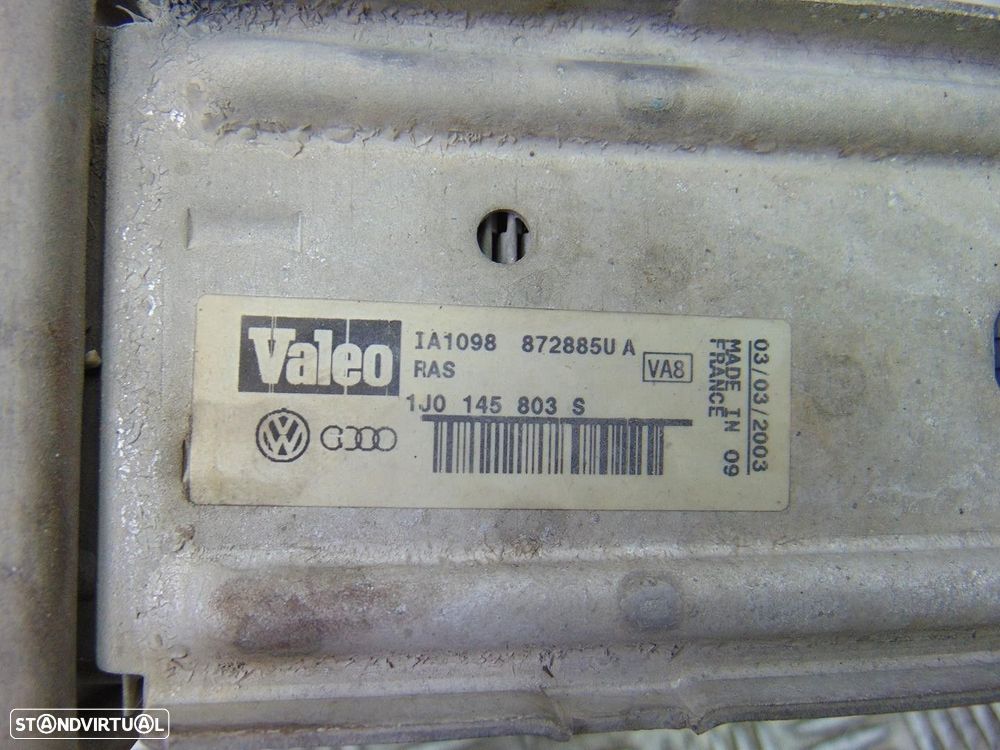 Valeo
IA1098 872885U A
RAS
VA8
1J0 145 803 S
03/03/2003
MADE IN 09
FRANCE
STANDVIRTUAL